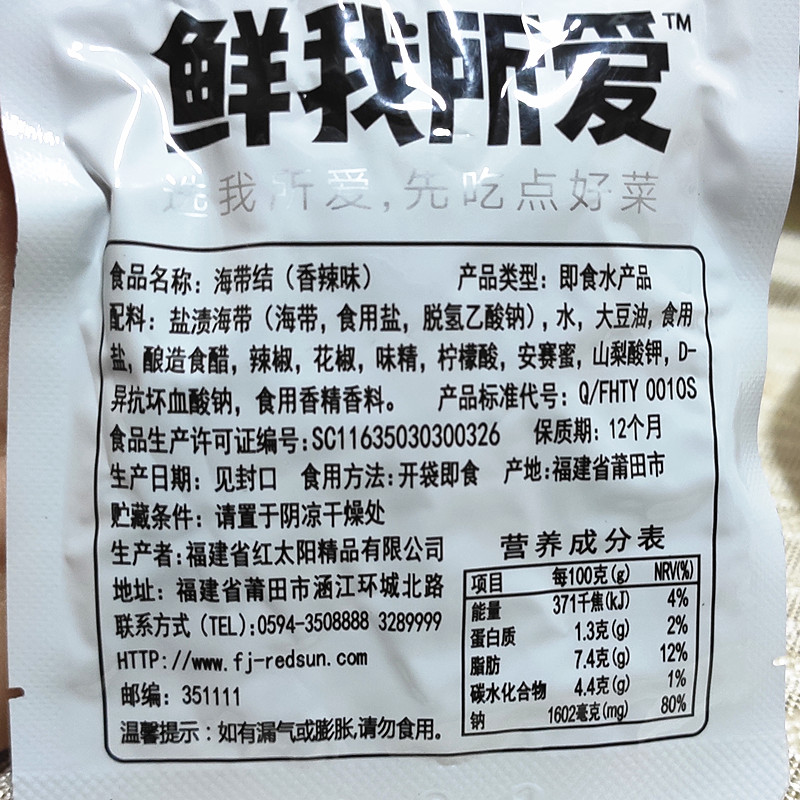 鲜我所爱™
选我所爱,先吃点好菜
食品名称：海带结（香辣味） 产品类型：即食水产品
配料：盐渍海带（海带，食用盐，脱氢乙酸钠），水，大豆油，食用
盐，酿造食醋，辣椒，花椒，味精，柠檬酸，安赛蜜，山梨酸钾，D-
异抗坏血酸钠，食用香精香料。 产品标准代号：Q/FHTY 0010S
食品生产许可证编号:SC11635030300326 保质期：12个月
生产日期：见封口 食用方法:开袋即食 产地:福建省莆田市
贮藏条件：请置于阴凉干燥处
生产者:福建省红太阳精品有限公司
地址：福建省莆田市涵江环城北路
联系方式（TEL）:0594-3508888 3289999
HTTP://www.fj-redsun.com
邮编：351111
温馨提示：如有漏气或膨胀,请勿食用。
营养成分表
项目 每100克(g) NRV(%)
能量 371千焦(kJ) 4%
蛋白质 1.3克(g) 2%
脂肪 7.4克(g) 12%
碳水化合物 4.4克(g) 1%
钠 1602毫克(mg) 80%